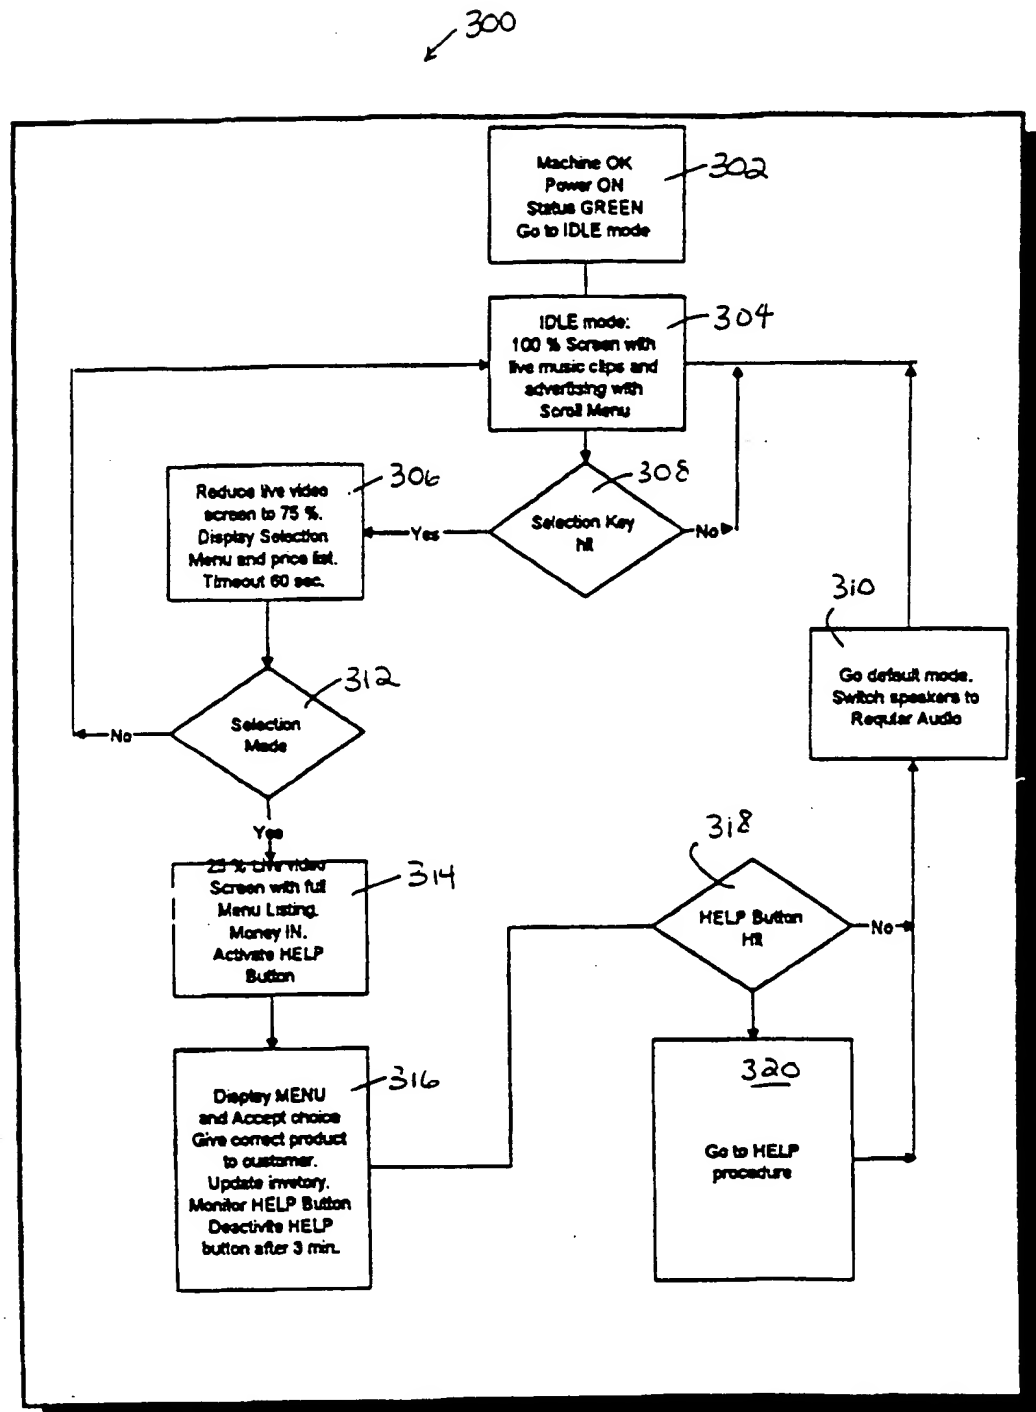 300
Machine OK
Power ON
Status GREEN
Go to IDLE mode
302
IDLE mode:
100 % Screen with
live music clips and
advertising with
Scroll Menu
304
Selection Key
hit
308
Yes
No
Reduce live video
screen to 75 %.
Display Selection
Menu and price list.
Timeout 60 sec.
306
Selection
Made
312
No
Yes
310
Go default mode.
Switch speakers to
Regular Audio
25 % Live video
Screen with full
Menu Listing.
Money IN.
Activate HELP
Button
314
318
HELP Button
Hit
No
Display MENU
and Accept choice
Give correct product
to customer.
Update invetory.
Monitor HELP Button
Deactivite HELP
button after 3 min.
316
320
Go to HELP
procedure